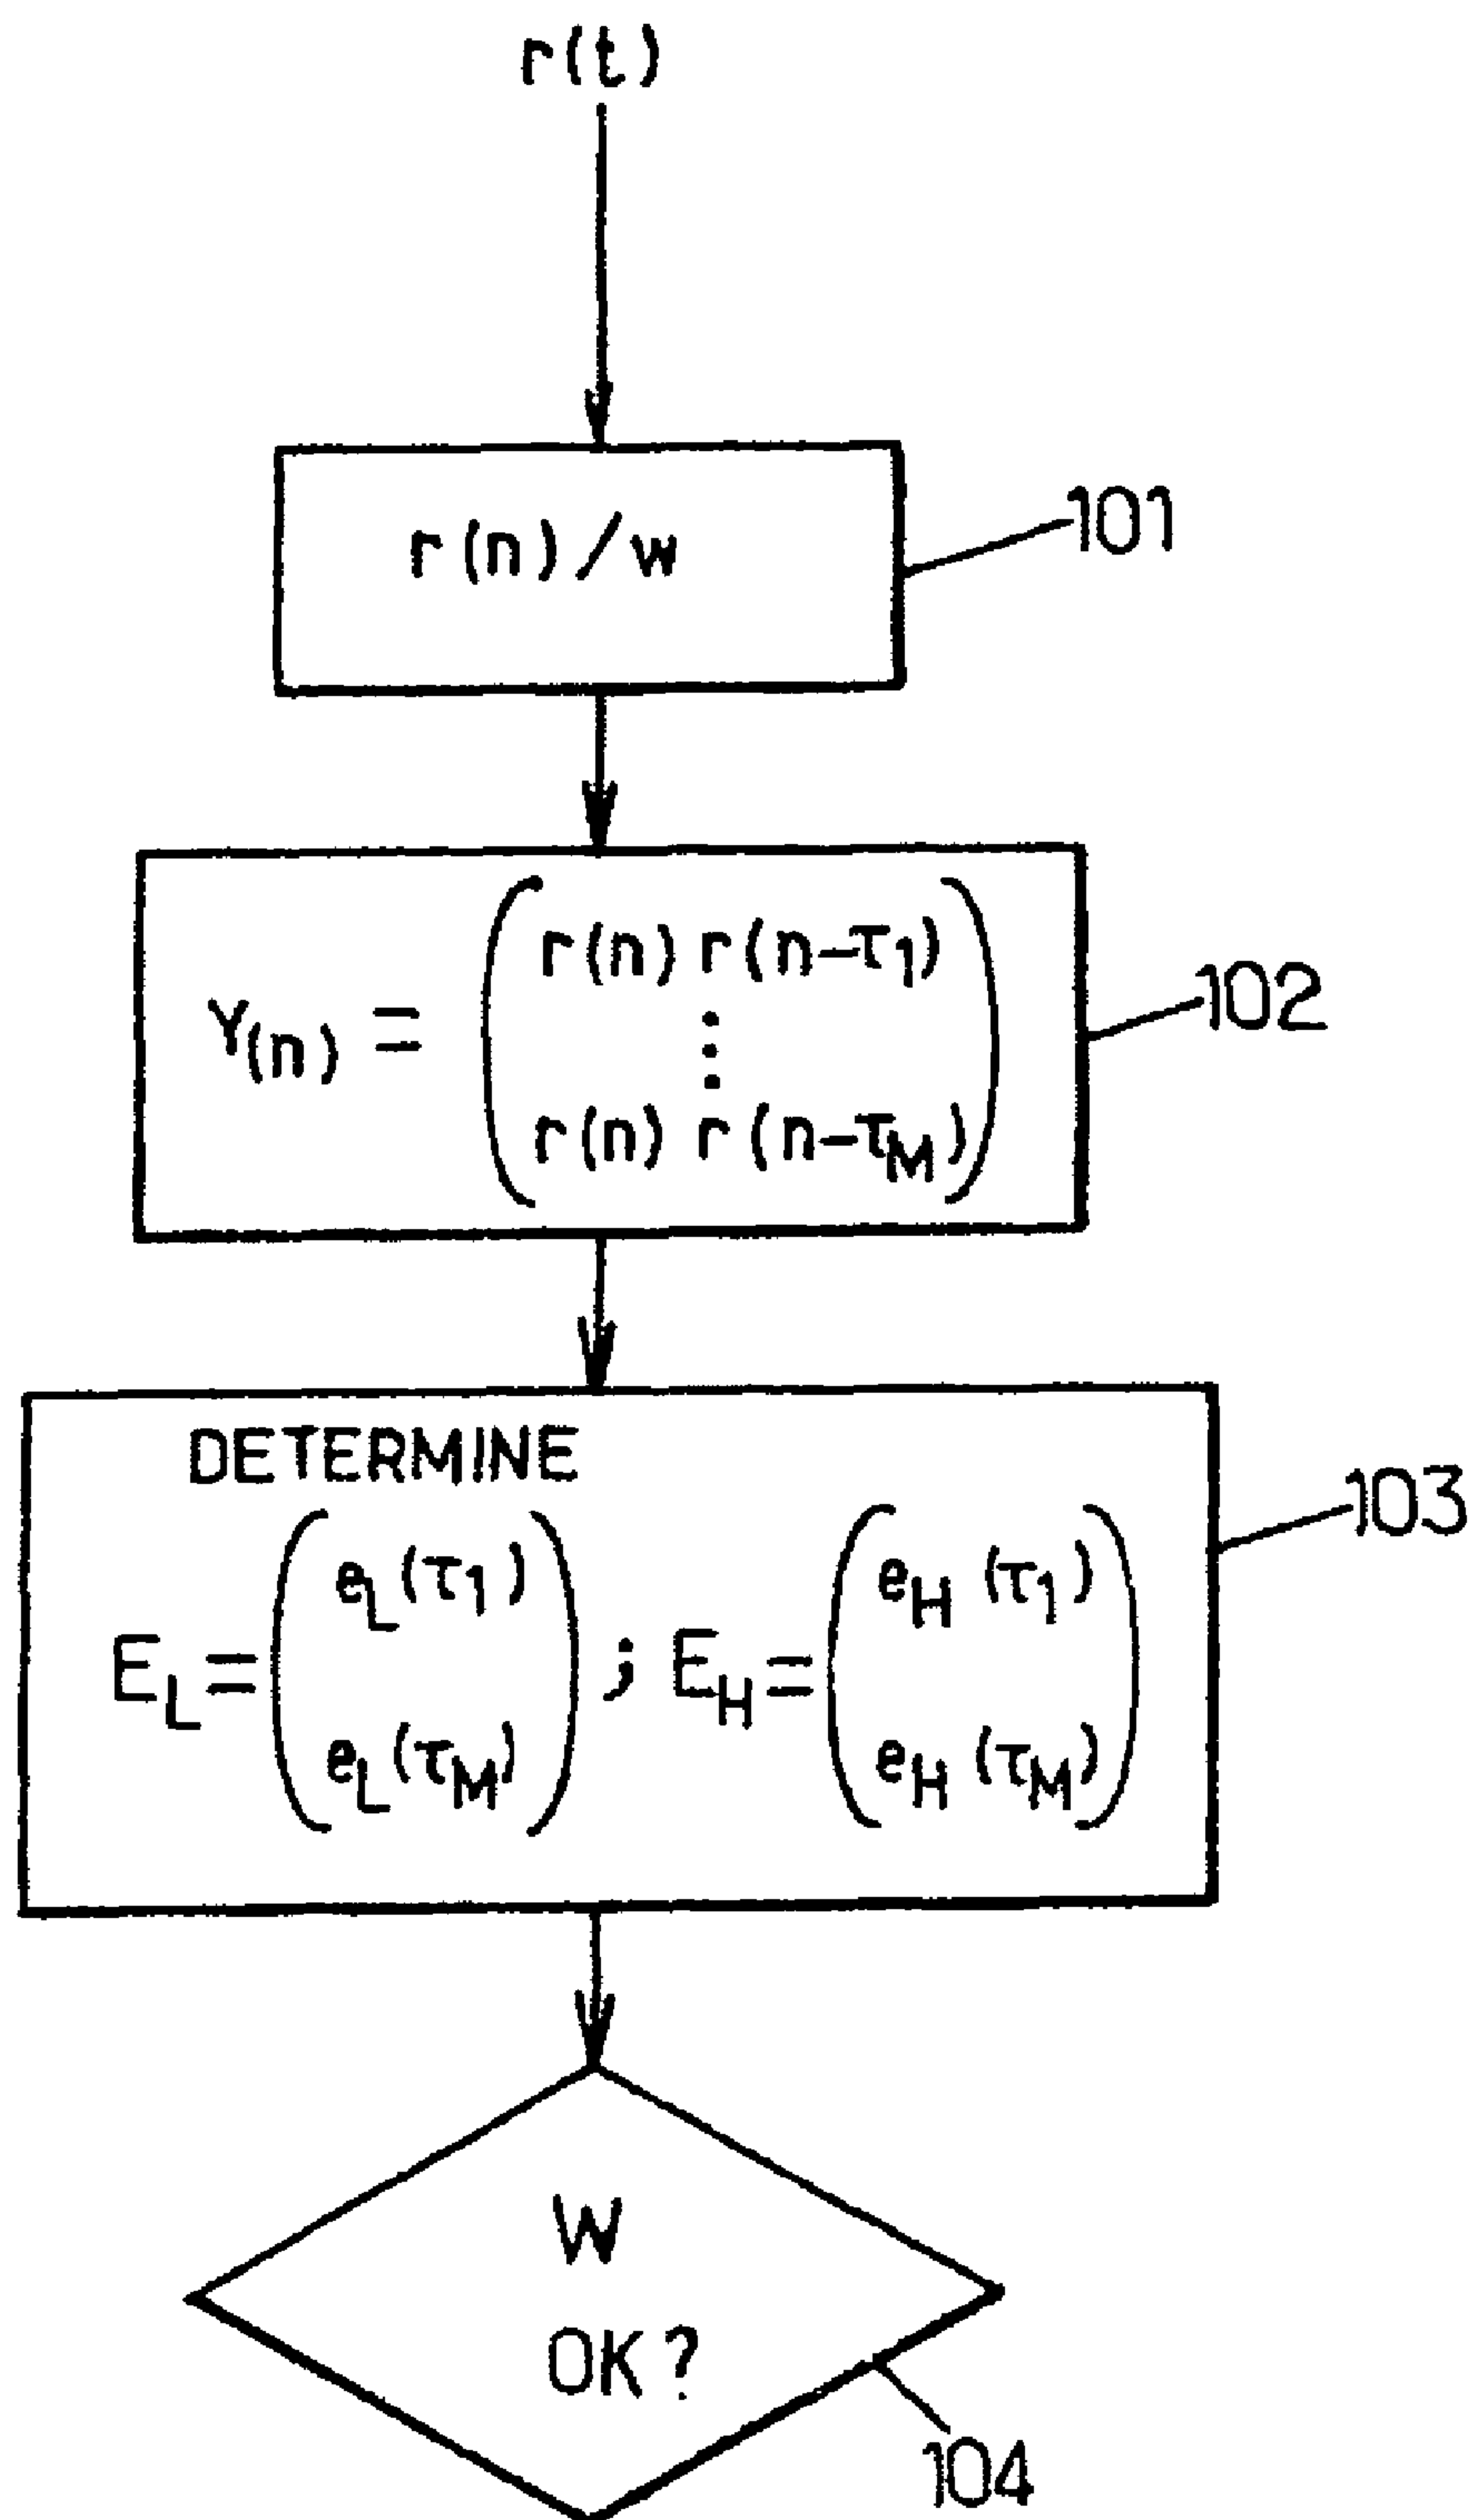 r(t)
r(n)/w
101
r(n) r(n-τ1)
Y(n) =
r(n) r(n-τM)
102
DETERMINE
103
eL(τ1)
eH(τ1)
EL= ; EH=
eL(τM)
eH(τM)
W
OK?
104